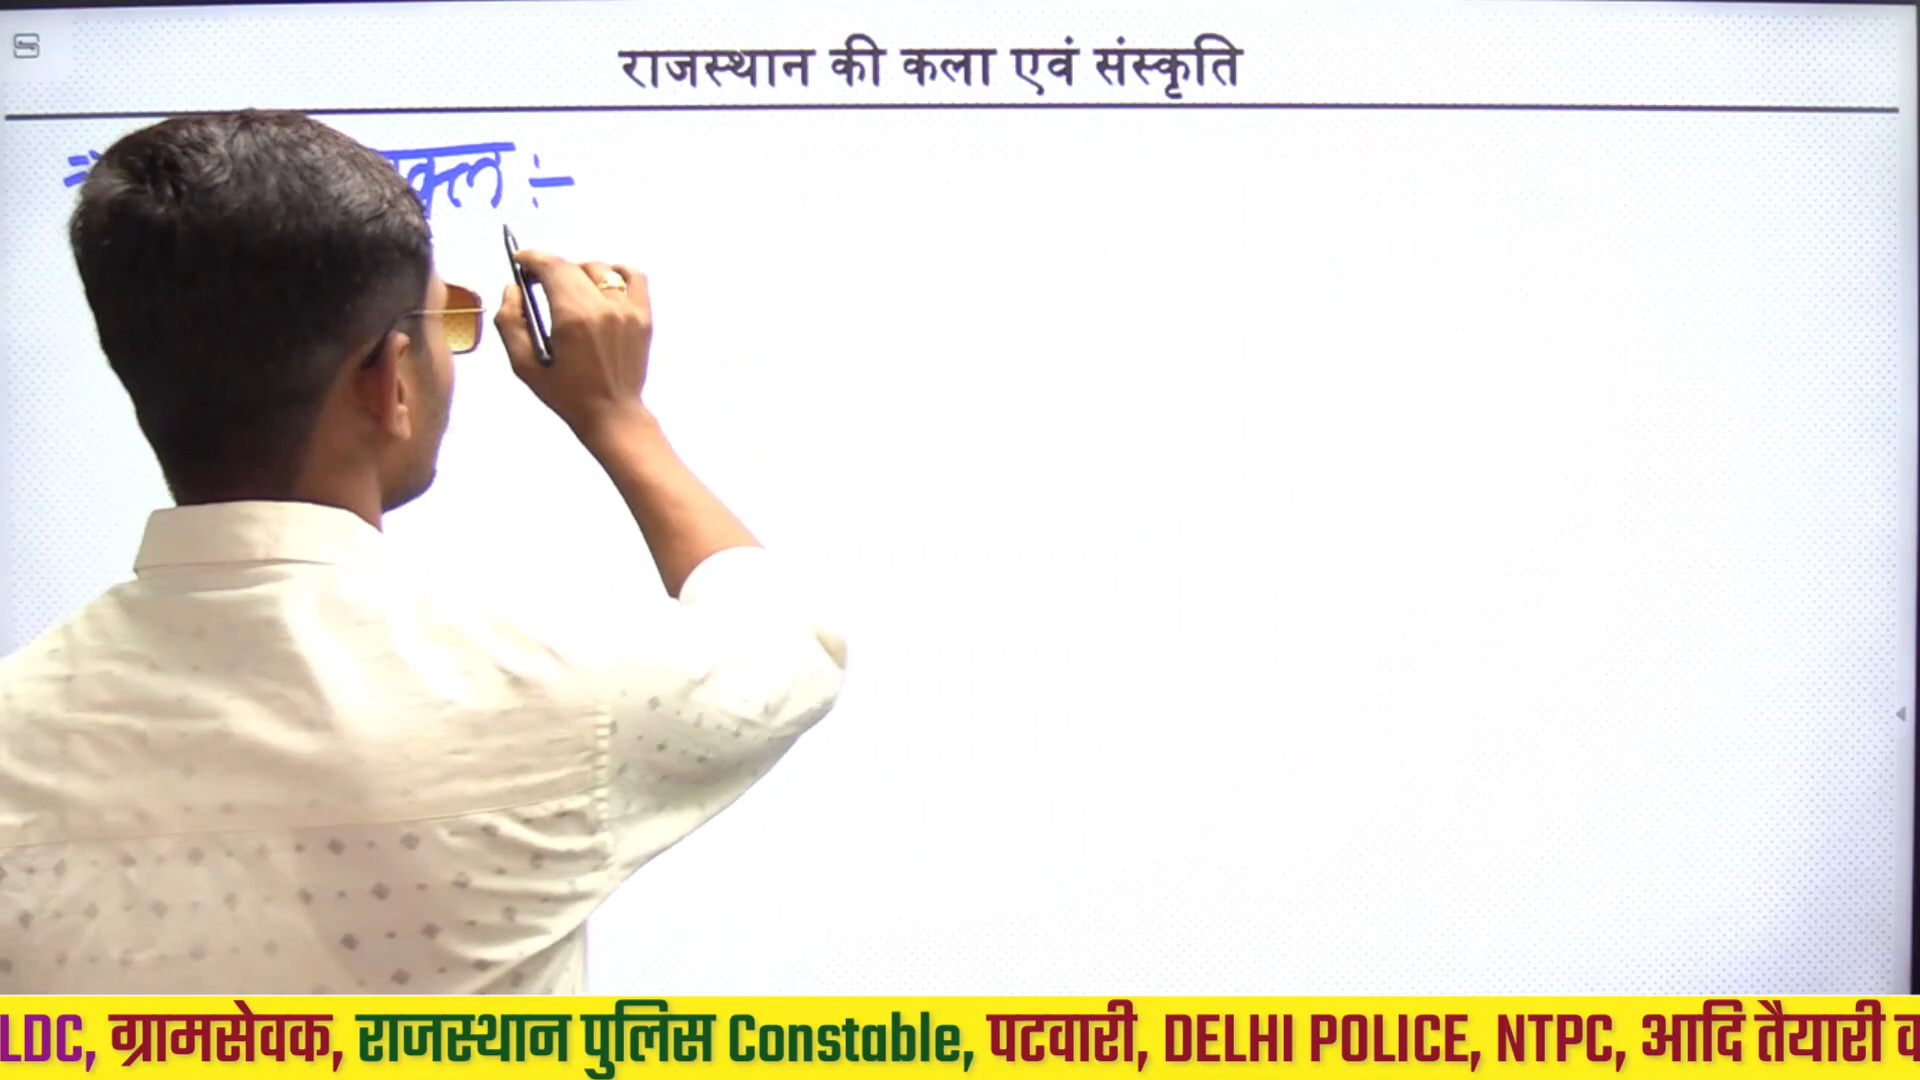 राजस्थान की कला एवं संस्कृति
LDC, ग्रामसेवक, राजस्थान पुलिस Constable, पटवारी, DELHI POLICE, NTPC, आदि तैयारी